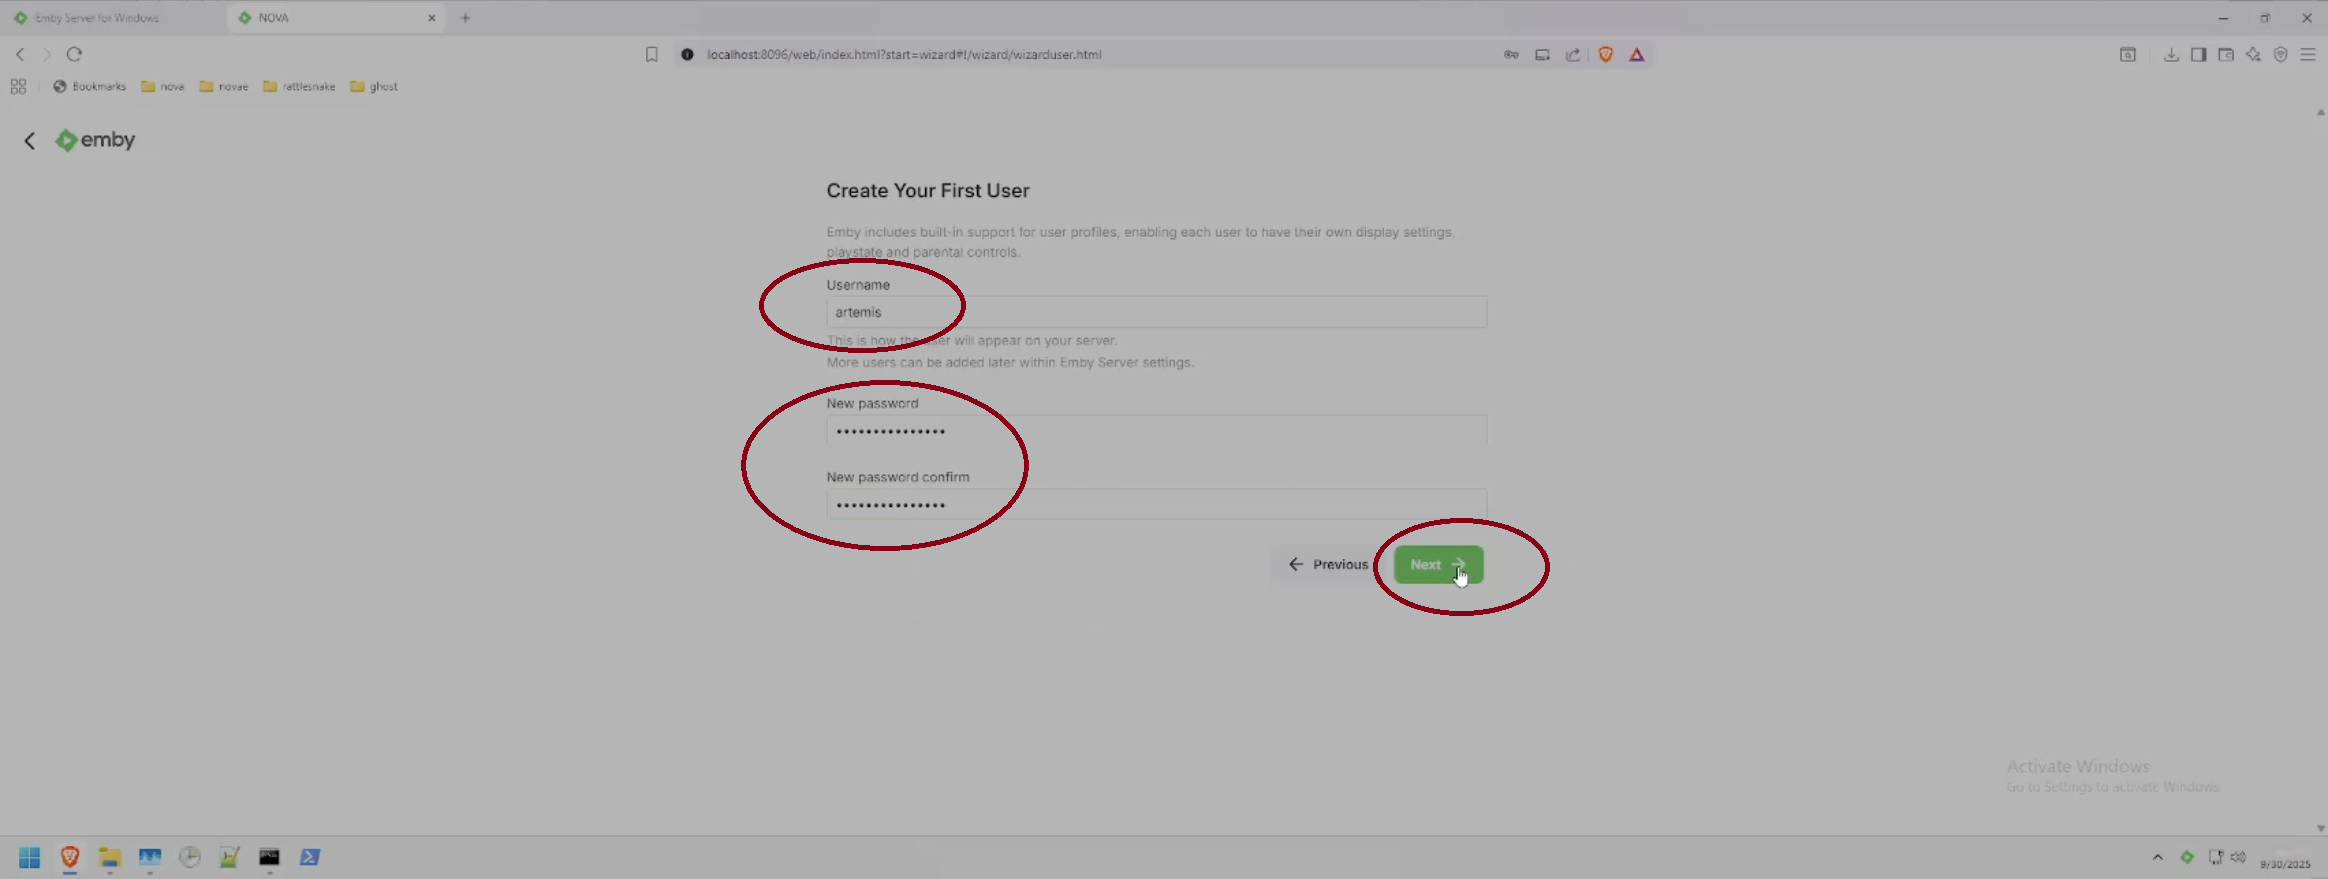 Emby Server for Windows
NOVA
localhost:8096/web/index.html?start=wizard#!/wizard/wizarduser.html
Bookmarks
nova
novae
rattlesnake
ghost
emby
Create Your First User
Emby includes built-in support for user profiles, enabling each user to have their own display settings,
playstate and parental controls.
Username
artemis
This is how the user will appear on your server.
More users can be added later within Emby Server settings.
New password
•••••••••••••••
New password confirm
•••••••••••••••
Previous
Next
Activate Windows
Go to Settings to activate Windows
9/30/2025